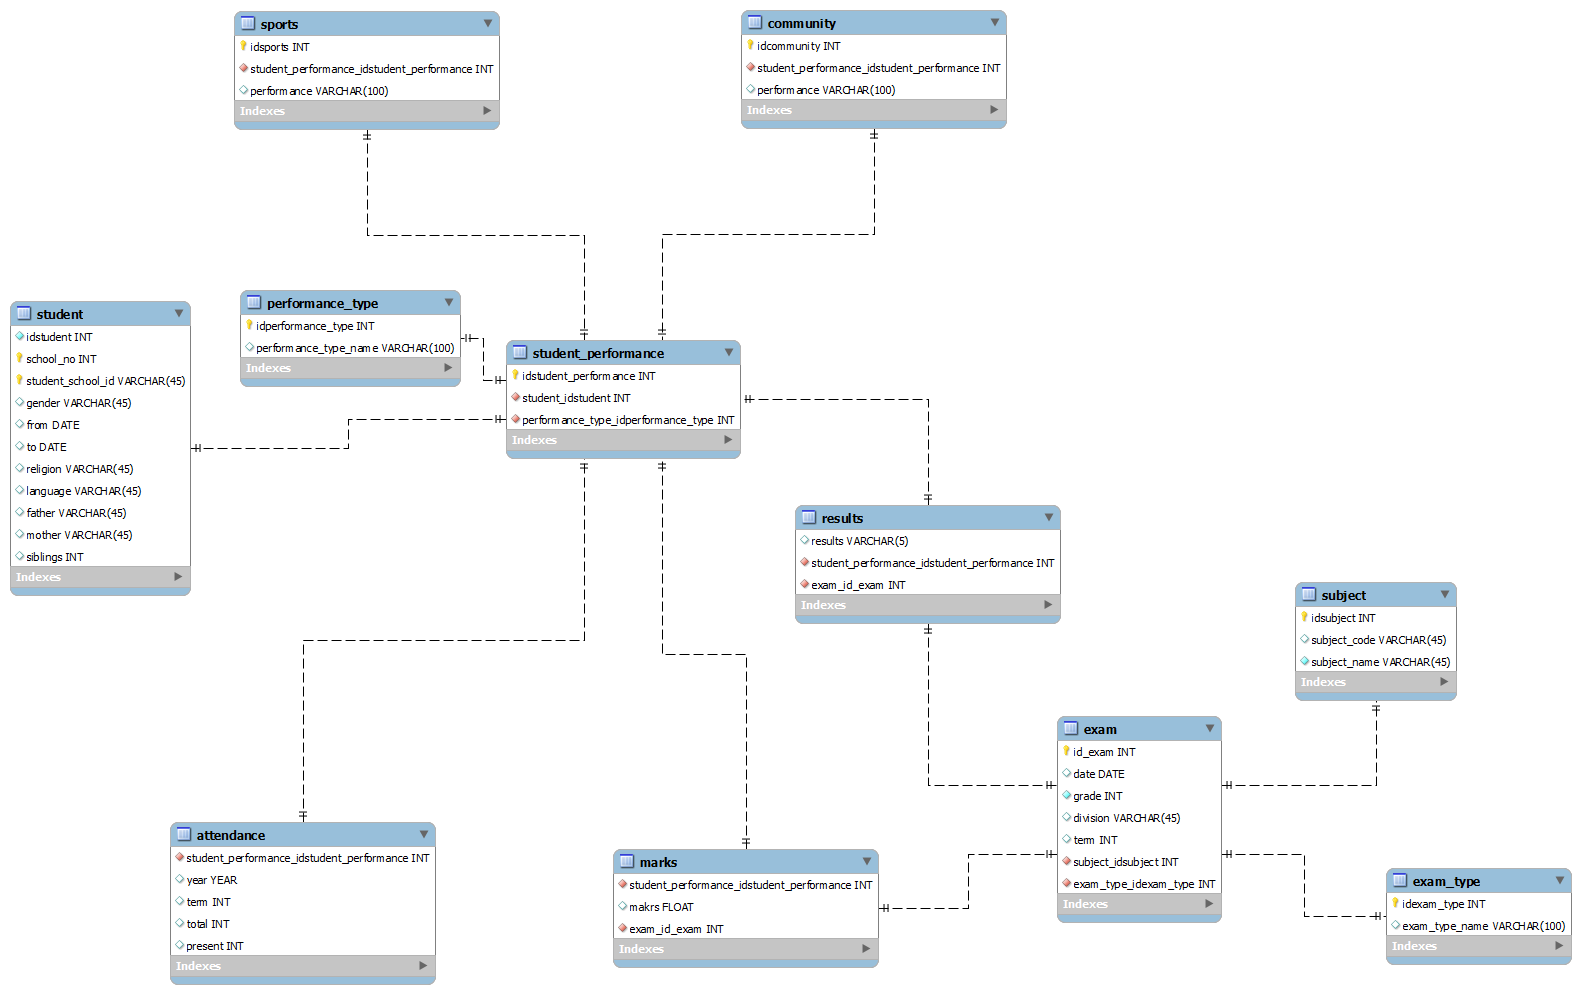 sports
idsports INT
student_performance_idstudent_performance INT
performance VARCHAR(100)
Indexes
community
idcommunity INT
student_performance_idstudent_performance INT
performance VARCHAR(100)
Indexes
student
idstudent INT
school_no INT
student_school_id VARCHAR(45)
gender VARCHAR(45)
from DATE
to DATE
religion VARCHAR(45)
language VARCHAR(45)
father VARCHAR(45)
mother VARCHAR(45)
siblings INT
Indexes
performance_type
idperformance_type INT
performance_type_name VARCHAR(100)
Indexes
student_performance
idstudent_performance INT
student_idstudent INT
performance_type_idperformance_type INT
Indexes
results
results VARCHAR(5)
student_performance_idstudent_performance INT
exam_id_exam INT
Indexes
subject
idsubject INT
subject_code VARCHAR(45)
subject_name VARCHAR(45)
Indexes
exam
id_exam INT
date DATE
grade INT
division VARCHAR(45)
term INT
subject_idsubject INT
exam_type_idexam_type INT
Indexes
attendance
student_performance_idstudent_performance INT
year YEAR
term INT
total INT
present INT
Indexes
marks
student_performance_idstudent_performance INT
makrs FLOAT
exam_id_exam INT
Indexes
exam_type
idexam_type INT
exam_type_name VARCHAR(100)
Indexes